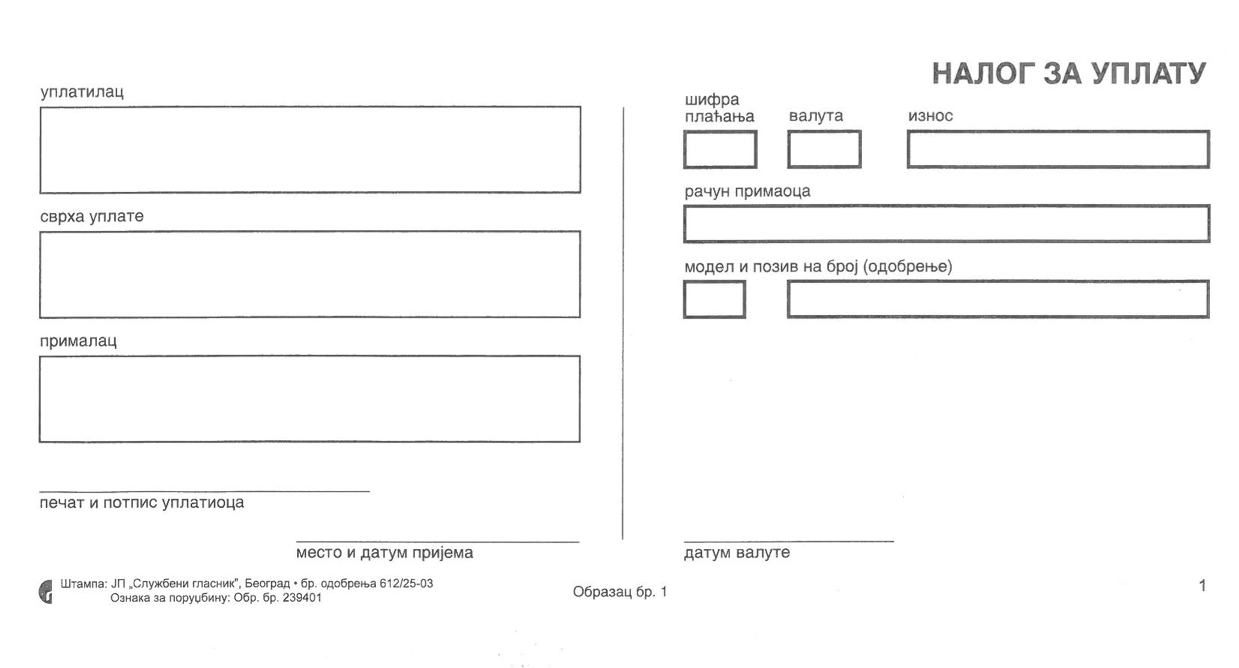 НАЛОГ ЗА УПЛАТУ
уплатилац
сврха уплате
прималац
печат и потпис уплатиоца
место и датум пријема
шифра
плаћања
валута
износ
рачун примаоца
модел и позив на број (одобрење)
датум валуте
Штампа: ЈП „Службени гласник", Београд • бр. одобрења 612/25-03
Ознака за поруџбину: Обр. бр. 239401
Образац бр. 1
1